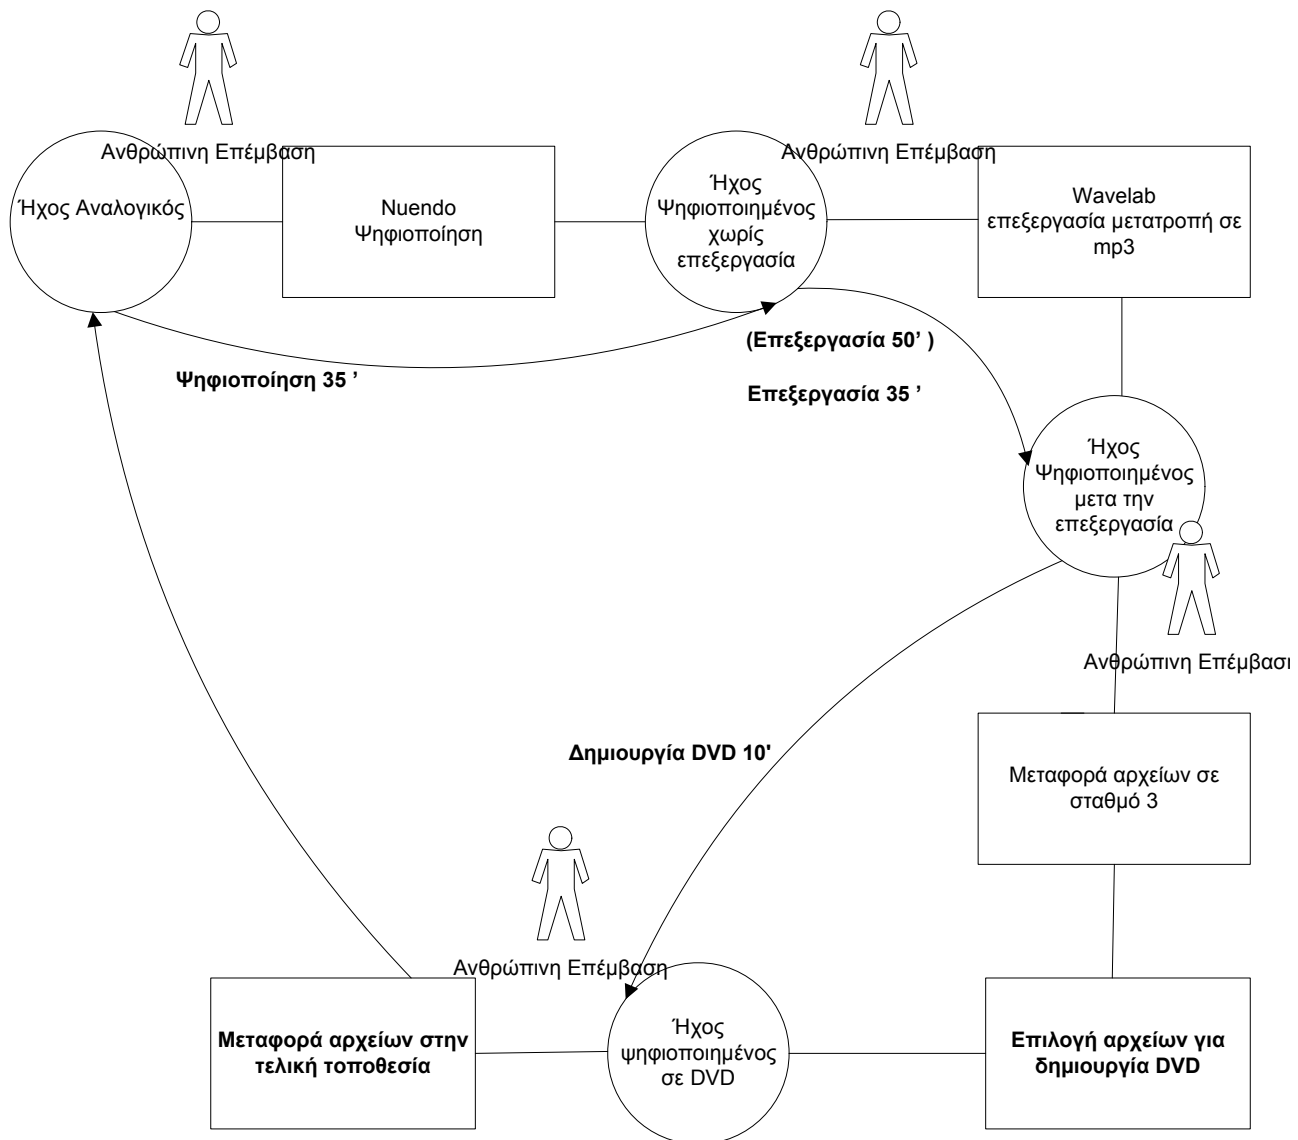 Ανθρώπινη Επέμβαση
Ανθρώπινη Επέμβαση
Ήχος Αναλογικός
Nuendo
Ψηφιοποίηση
Ήχος
Ψηφιοποιημένος
χωρίς
επεξεργασία
Wavelab
επεξεργασία μετατροπή σε
mp3
Ψηφιοποίηση 35 ’
(Επεξεργασία 50’ )
Επεξεργασία 35 ’
Ήχος
Ψηφιοποιημένος
μετα την
επεξεργασία
Ανθρώπινη Επέμβαση
Δημιουργία DVD 10'
Μεταφορά αρχείων σε
σταθμό 3
Ανθρώπινη Επέμβαση
Μεταφορά αρχείων στην
τελική τοποθεσία
Ήχος
ψηφιοποιημένος
σε DVD
Επιλογή αρχείων για
δημιουργία DVD